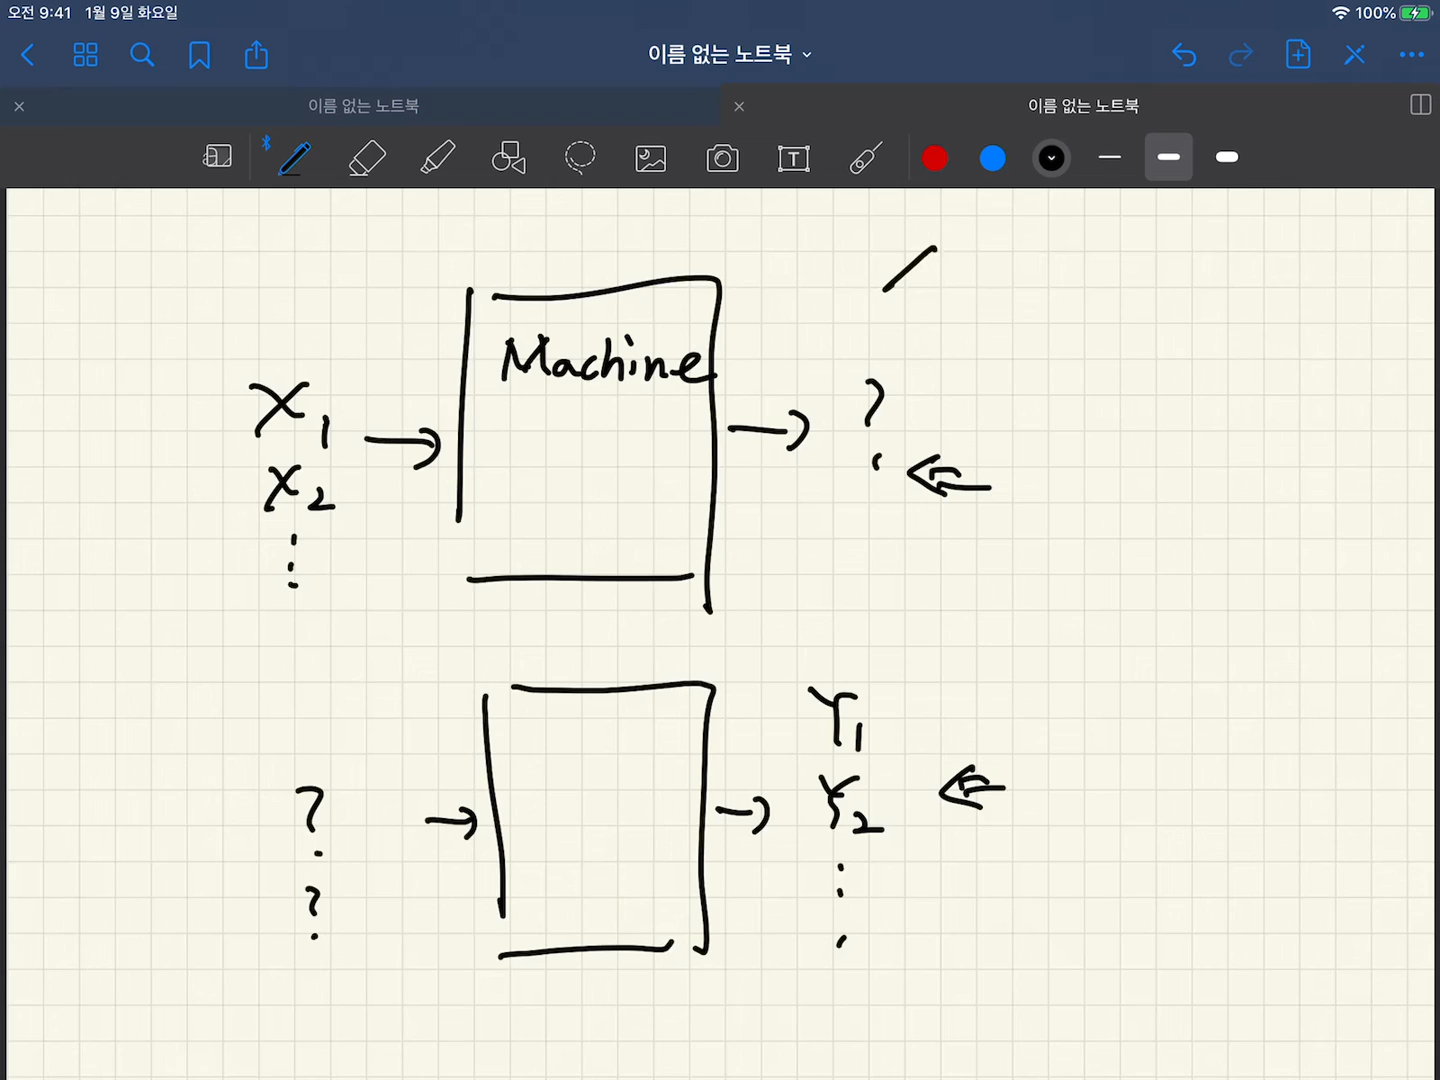 오전 9:41 1월 9일 화요일
100%
이름 없는 노트북
이름 없는 노트북
이름 없는 노트북
T
Machine
X1
X2
?
Y1
Y2
?
?